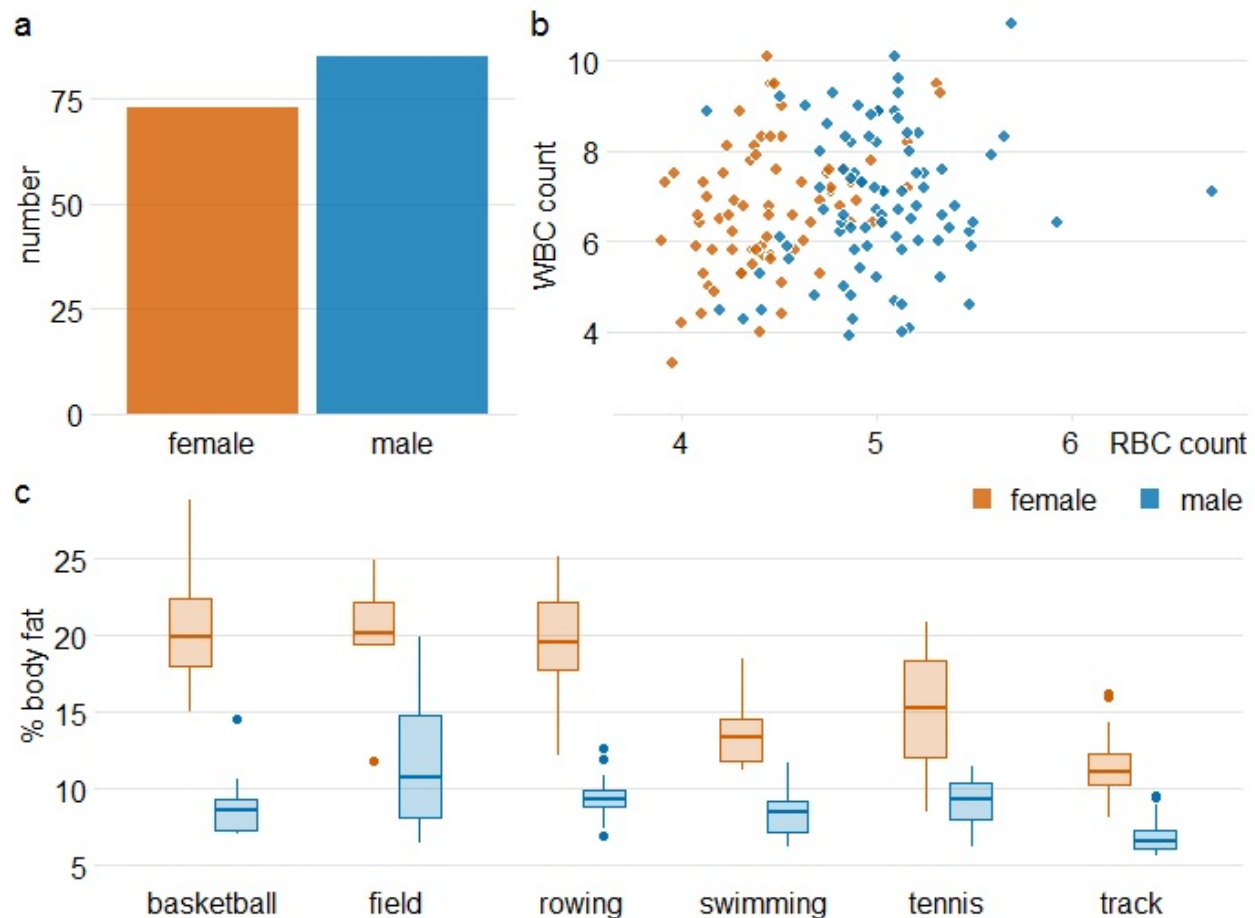 a
number
75
50
25
0
female male
b
WBC count
10
8
6
4
4 5 6 RBC count
female male
c
% body fat
25
20
15
10
5
basketball field rowing swimming tennis track